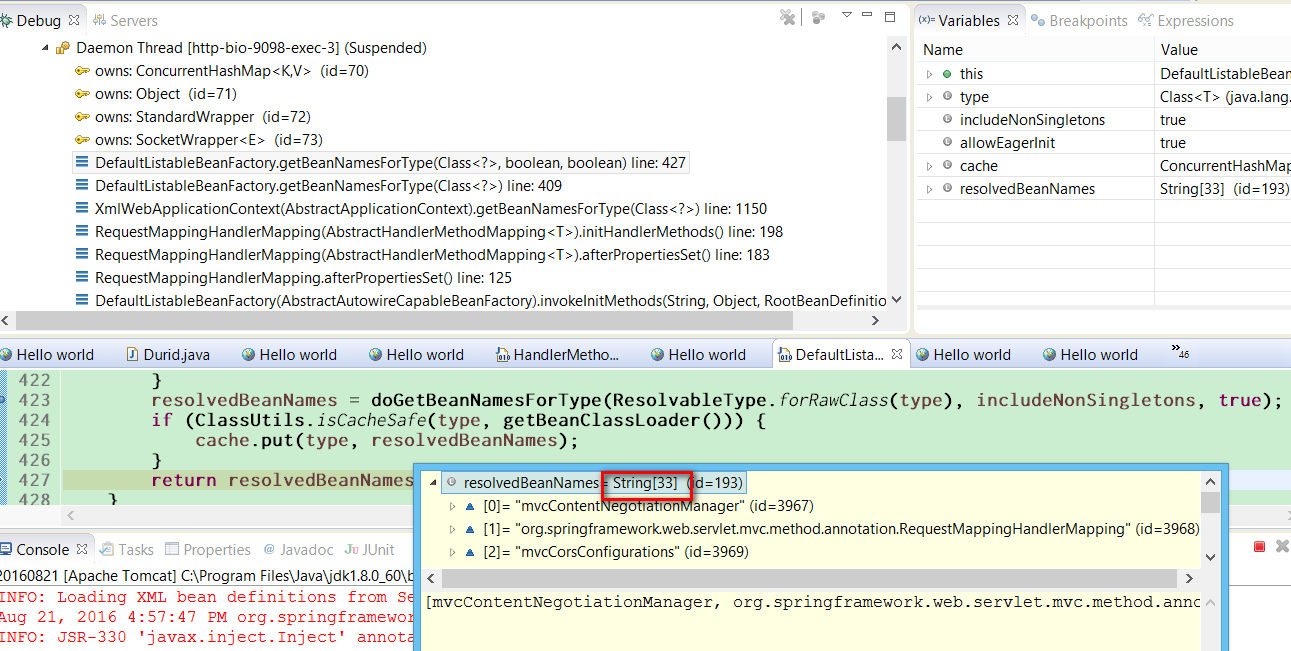 Debug Servers
Daemon Thread [http-bio-9098-exec-3] (Suspended)
owns: ConcurrentHashMap<K,V> (id=70)
owns: Object (id=71)
owns: StandardWrapper (id=72)
owns: SocketWrapper<E> (id=73)
DefaultListableBeanFactory.getBeanNamesForType(Class<?>, boolean, boolean) line: 427
DefaultListableBeanFactory.getBeanNamesForType(Class<?>) line: 409
XmlWebApplicationContext(AbstractApplicationContext).getBeanNamesForType(Class<?>) line: 1150
RequestMappingHandlerMapping(AbstractHandlerMethodMapping<T>).initHandlerMethods() line: 198
RequestMappingHandlerMapping(AbstractHandlerMethodMapping<T>).afterPropertiesSet() line: 183
RequestMappingHandlerMapping.afterPropertiesSet() line: 125
DefaultListableBeanFactory(AbstractAutowireCapableBeanFactory).invokeInitMethods(String, Object, RootBeanDefinitio
(x)= Variables Breakpoints Expressions
Name Value
this DefaultListableBean
type Class<T> (java.lang.
includeNonSingletons true
allowEagerInit true
cache ConcurrentHashMap
resolvedBeanNames String[33] (id=193)
Hello world Durid.java Hello world Hello world HandlerMetho... Hello world DefaultLista... Hello world Hello world »46
422 }
423 resolvedBeanNames = doGetBeanNamesForType(ResolvableType.forRawClass(type), includeNonSingletons, true);
424 if (ClassUtils.isCacheSafe(type, getBeanClassLoader())) {
425 cache.put(type, resolvedBeanNames);
426 }
427 return resolvedBeanNames
428 }
resolvedBeanNames= String[33] (id=193)
[0]= "mvcContentNegotiationManager" (id=3967)
[1]= "org.springframework.web.servlet.mvc.method.annotation.RequestMappingHandlerMapping" (id=3968)
[2]= "mvcCorsConfigurations" (id=3969)
[mvcContentNegotiationManager, org.springframework.web.servlet.mvc.method.anno
Console Tasks Properties @ Javadoc JUnit
20160821 [Apache Tomcat] C:\Program Files\Java\jdk1.8.0_60\b
INFO: Loading XML bean definitions from Se
Aug 21, 2016 4:57:47 PM org.springframewor
INFO: JSR-330 'javax.inject.Inject' annota